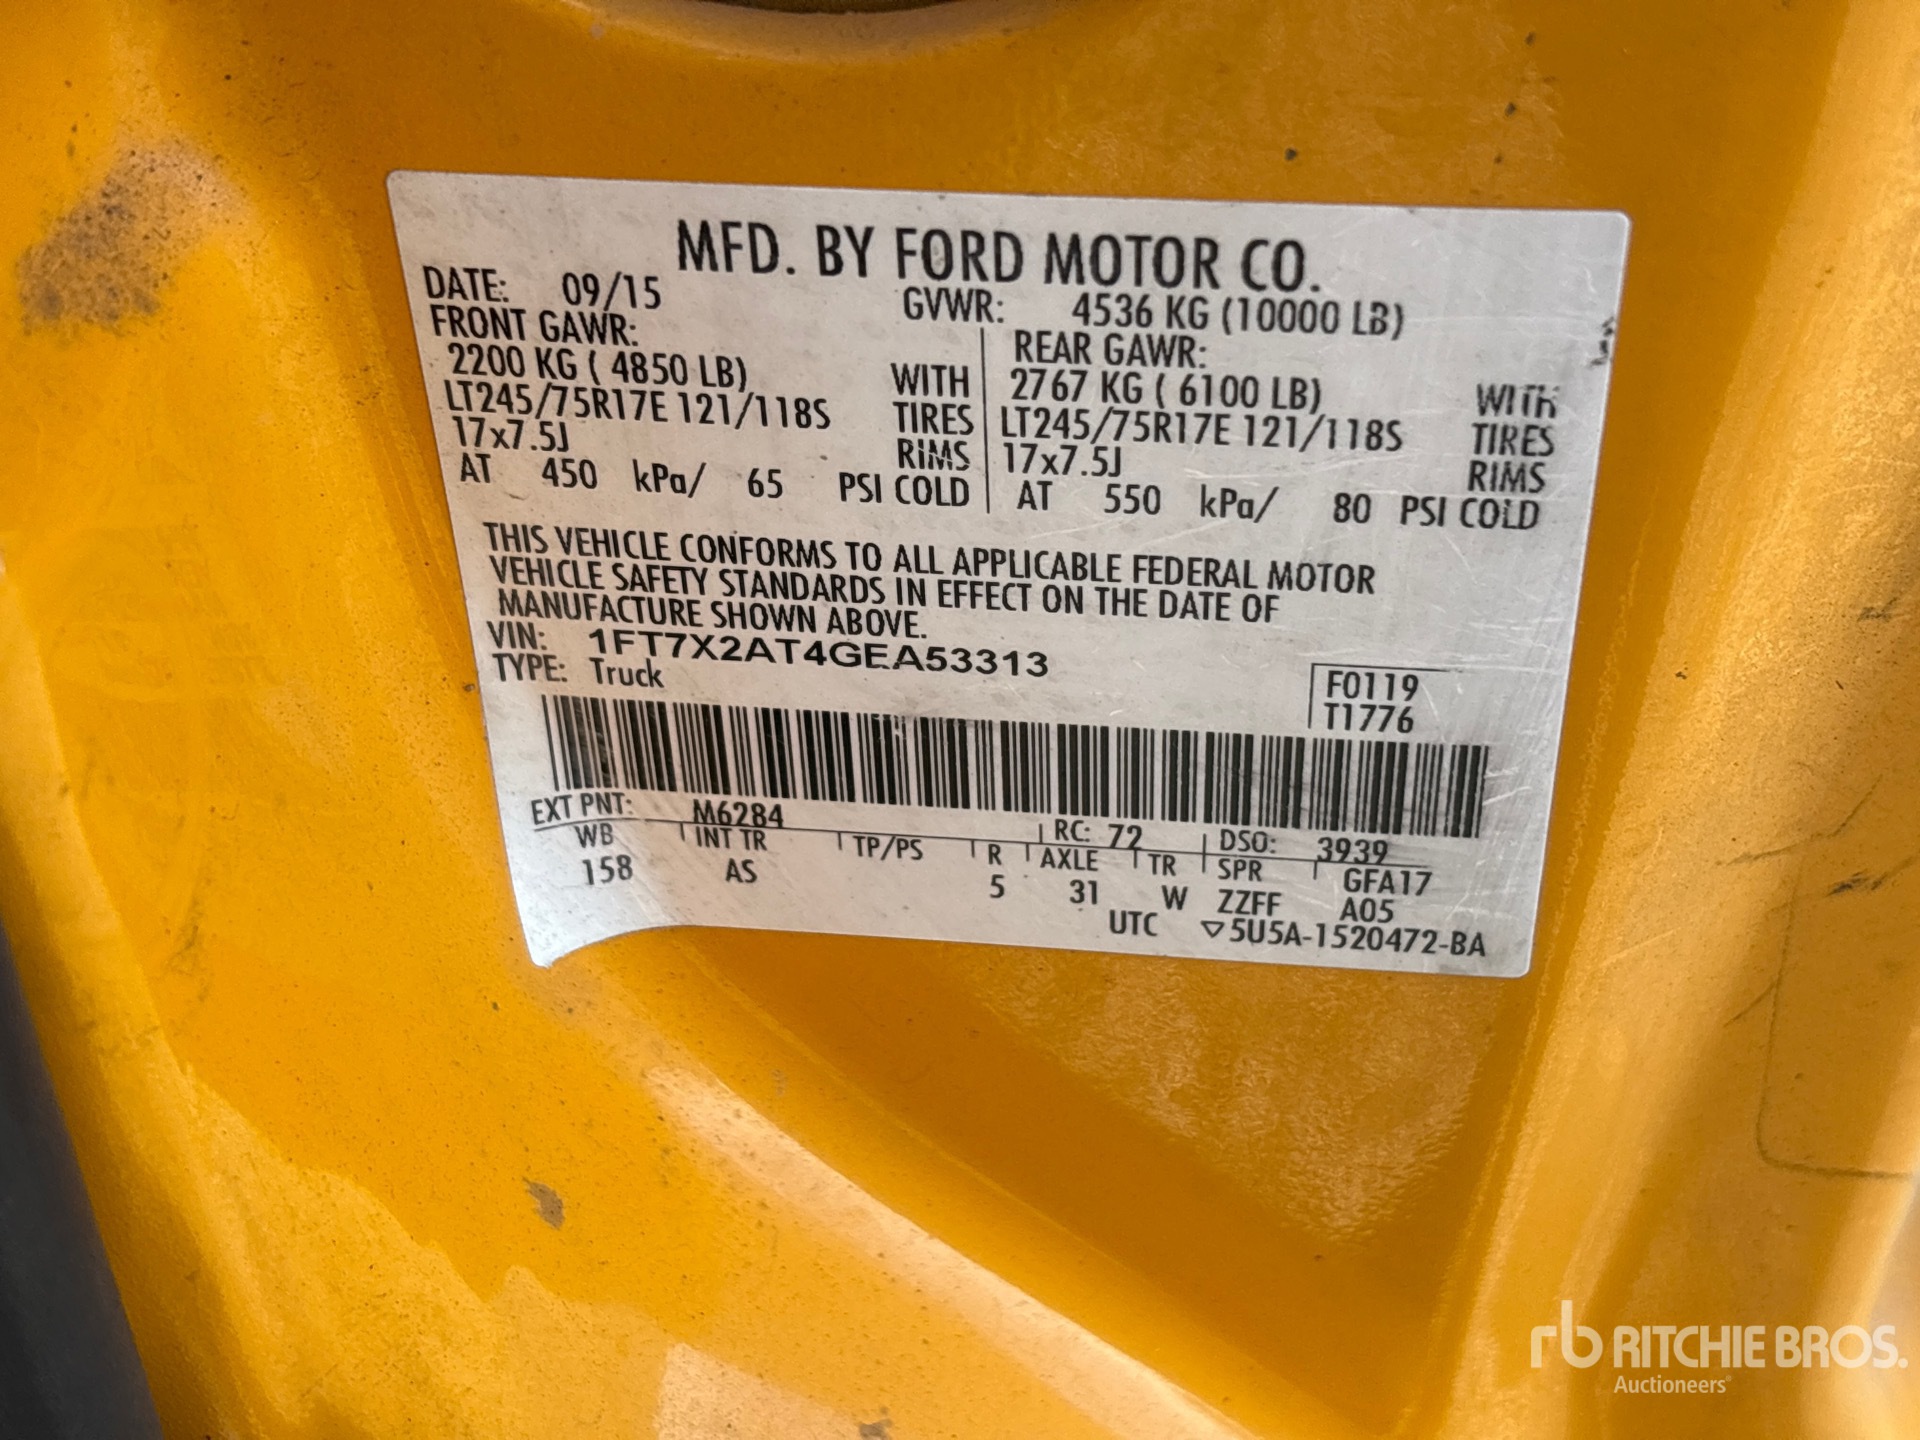 MFD. BY FORD MOTOR CO.
DATE: 09/15 GVWR: 4536 KG (10000 LB)
FRONT GAWR: REAR GAWR:
2200 KG ( 4850 LB) WITH 2767 KG ( 6100 LB) WITH
LT245/75R17E 121/118S TIRES LT245/75R17E 121/118S TIRES
17x7.5J RIMS 17x7.5J RIMS
AT 450 kPa/ 65 PSI COLD AT 550 kPa/ 80 PSI COLD
THIS VEHICLE CONFORMS TO ALL APPLICABLE FEDERAL MOTOR
VEHICLE SAFETY STANDARDS IN EFFECT ON THE DATE OF
MANUFACTURE SHOWN ABOVE.
VIN: 1FT7X2AT4GEA53313
TYPE: Truck
F0119
T1776
EXT PNT: M6284 RC: 72 DSO: 3939
WB INT TR TP/PS R AXLE TR SPR GFA17
158 AS 5 31 W ZZFF A05
UTC ▽5U5A-1520472-BA
rb RITCHIE BROS.
Auctioneers